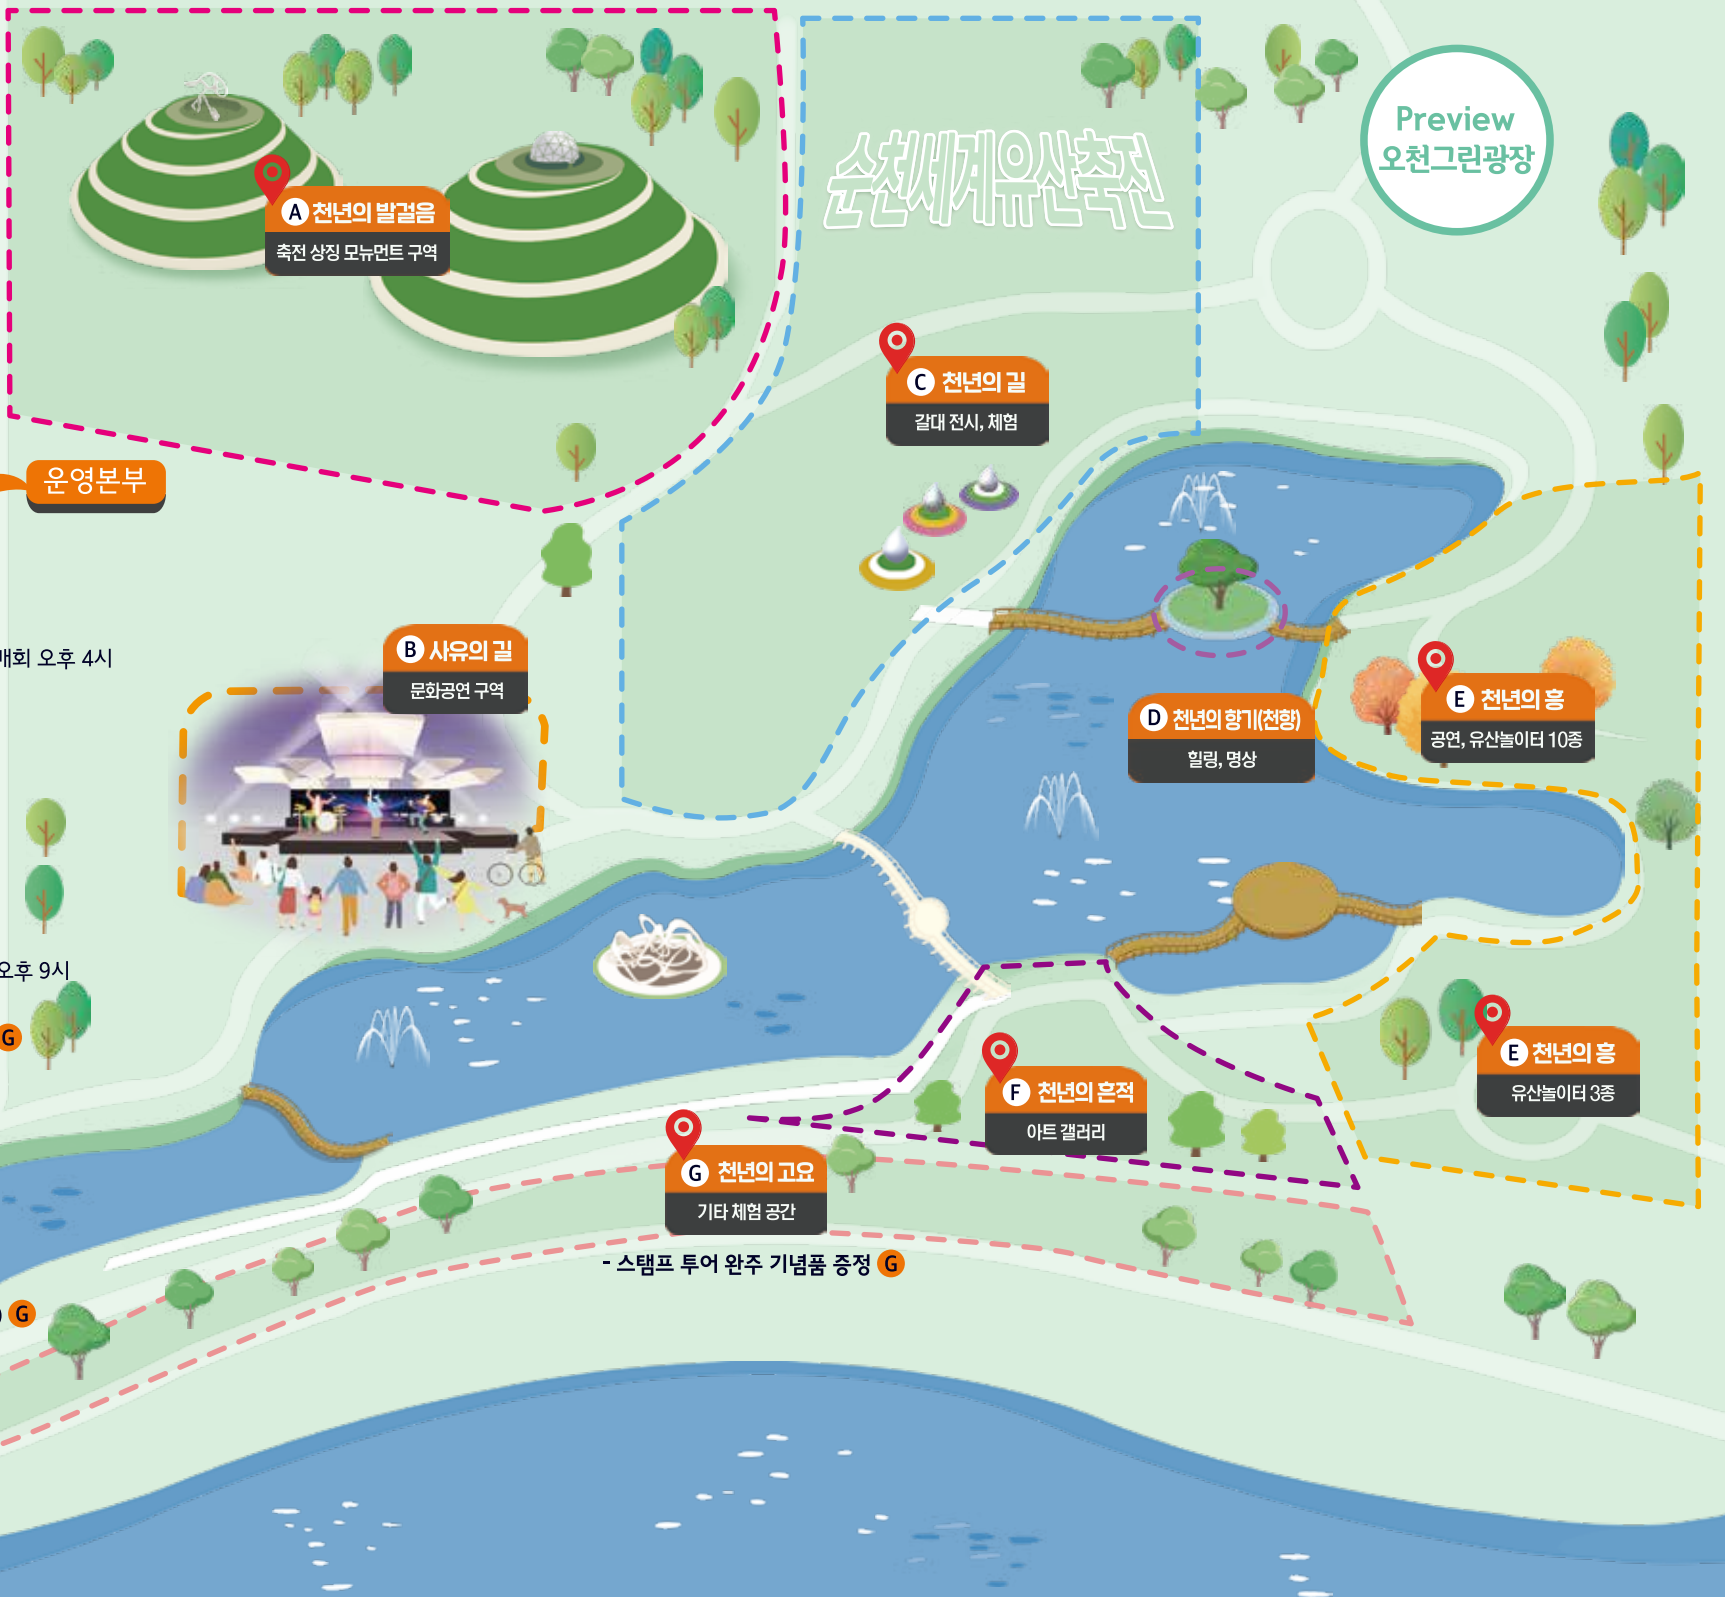 Preview
오천그린광장
순천세계유산축전
A 천년의 발걸음
축전 상징 모뉴먼트 구역
C 천년의 길
갈대 전시, 체험
운영본부
B 사유의 길
문화공연 구역
매회 오후 4시
D 천년의 향기(천향)
힐링, 명상
E 천년의 흥
공연, 유산놀이터 10종
오후 9시
G
E 천년의 흥
유산놀이터 3종
F 천년의 흔적
아트 갤러리
G 천년의 고요
기타 체험 공간
- 스탬프 투어 완주 기념품 증정 G
) G